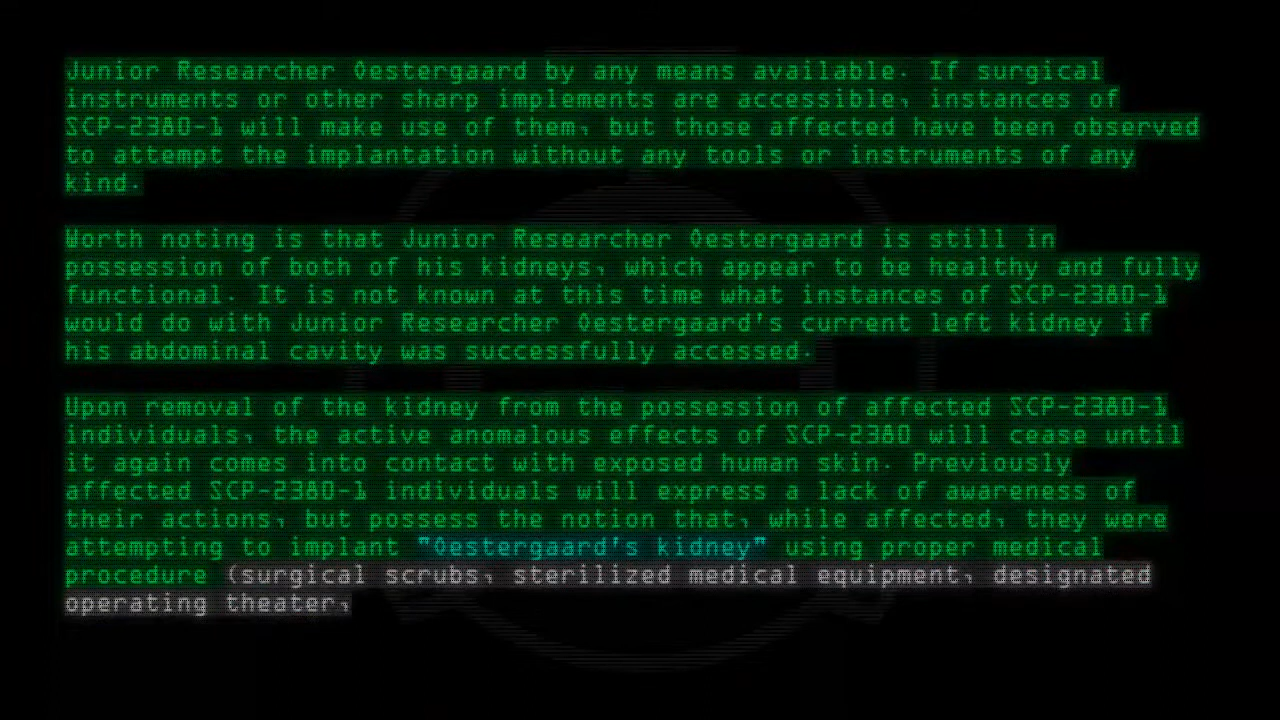 Junior Researcher Oestergaard by any means available. If surgical
instruments or other sharp implements are accessible, instances of
SCP-2380-1 will make use of them, but those affected have been observed
to attempt the implantation without any tools or instruments of any
kind.
Worth noting is that Junior Researcher Oestergaard is still in
possession of both of his kidneys, which appear to be healthy and fully
functional. It is not known at this time what instances of SCP-2380-1
would do with Junior Researcher Oestergaard's current left kidney if
his abdominal cavity was successfully accessed.
Upon removal of the kidney from the possession of affected SCP-2380-1
individuals, the active anomalous effects of SCP-2380 will cease until
it again comes into contact with exposed human skin. Previously
affected SCP-2380-1 individuals will express a lack of awareness of
their actions, but possess the notion that, while affected, they were
attempting to implant "Oestergaard's kidney" using proper medical
procedure (surgical scrubs, sterilized medical equipment, designated
operating theater,